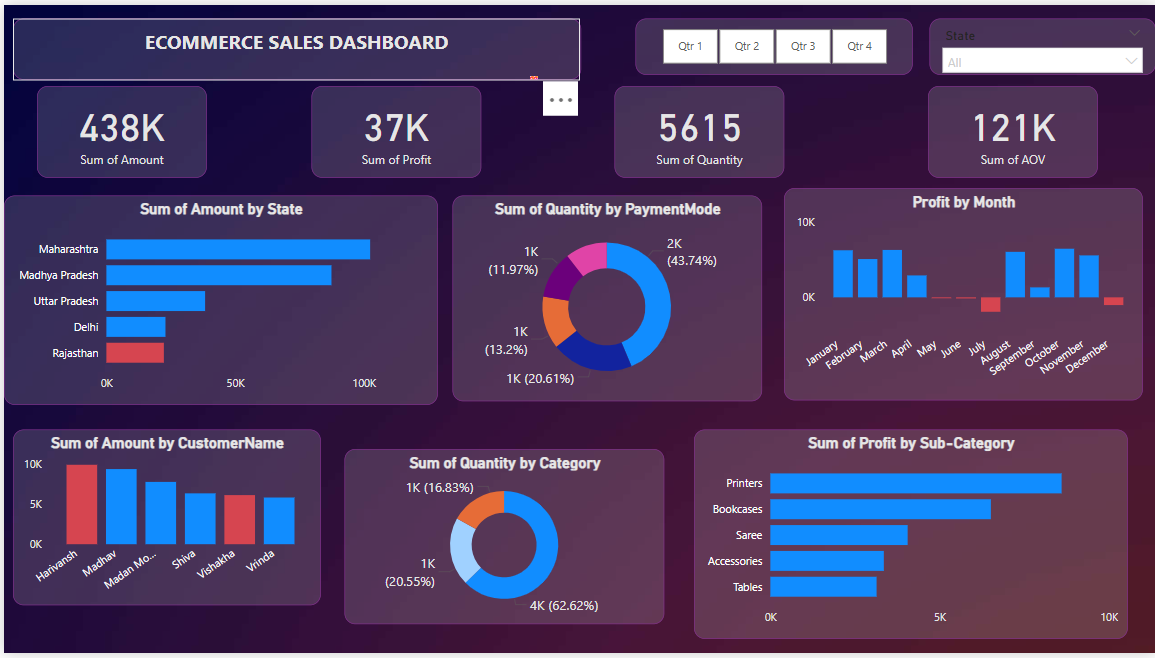 ECOMMERCE SALES DASHBOARD
Qtr 1
Qtr 2
Qtr 3
Qtr 4
State
All
438K
Sum of Amount
37K
Sum of Profit
5615
Sum of Quantity
121K
Sum of AOV
Sum of Amount by State
Maharashtra
Madhya Pradesh
Uttar Pradesh
Delhi
Rajasthan
0K
50K
100K
Sum of Quantity by PaymentMode
2K
(43.74%)
1K (20.61%)
1K
(13.2%)
1K
(11.97%)
Profit by Month
10K
0K
January
February
March
April
May
June
July
August
September
October
November
December
Sum of Amount by CustomerName
10K
5K
0K
Harivansh
Madhav
Madan Mo...
Shiva
Vishakha
Vrinda
Sum of Quantity by Category
1K (16.83%)
1K
(20.55%)
4K (62.62%)
Sum of Profit by Sub-Category
Printers
Bookcases
Saree
Accessories
Tables
0K
5K
10K